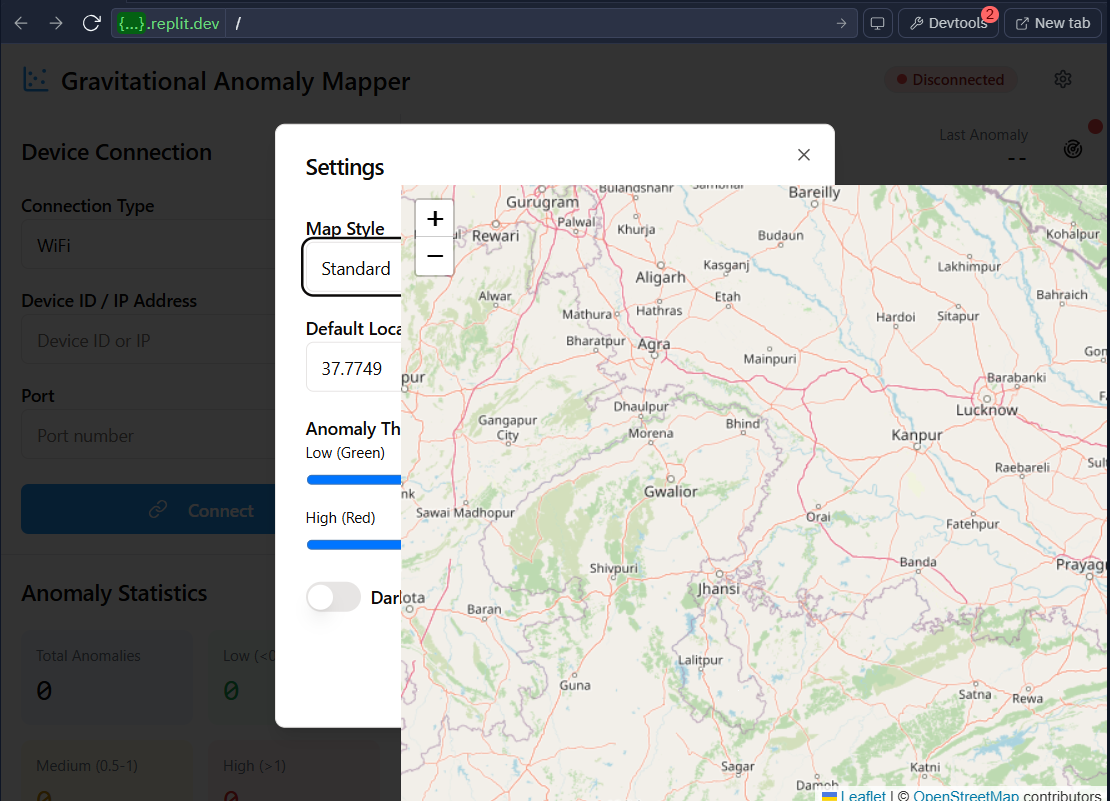 {...}.replit.dev /
Devtools 2
New tab
Gravitational Anomaly Mapper
Disconnected
Device Connection
Connection Type
WiFi
Device ID / IP Address
Device ID or IP
Port
Port number
Connect
Anomaly Statistics
Total Anomalies
0
Low (<0
0
Medium (0.5-1)
0
High (>1)
0
Last Anomaly
--
Settings
Map Style
Standard
Default Loca
37.7749
Anomaly Th
Low (Green)
High (Red)
Dar
+
−
Bulandshahr
Bareilly
Gurugram
Palwal
Khurja
Rewari
Budaun
Kohalpur
Aligarh
Kasganj
Lakhimpur
Alwar
Etah
Bahraich
Mathura
Hathras
Hardoi
Sitapur
Bharatpur
Agra
Mainpuri
Gon
pur
Barabanki
Dhaulpur
Lucknow
Gangapur
City
Morena
Bhind
Kanpur
Raebareli
Sul
nk
Gwalior
Sawai Madhopur
Orai
Fatehpur
Shivpuri
Banda
Prayagr
Jhansi
ota
Baran
Lalitpur
Guna
Satna
Rewa
Sagar
Katni
Damoh
Leaflet | © OpenStreetMap contributors